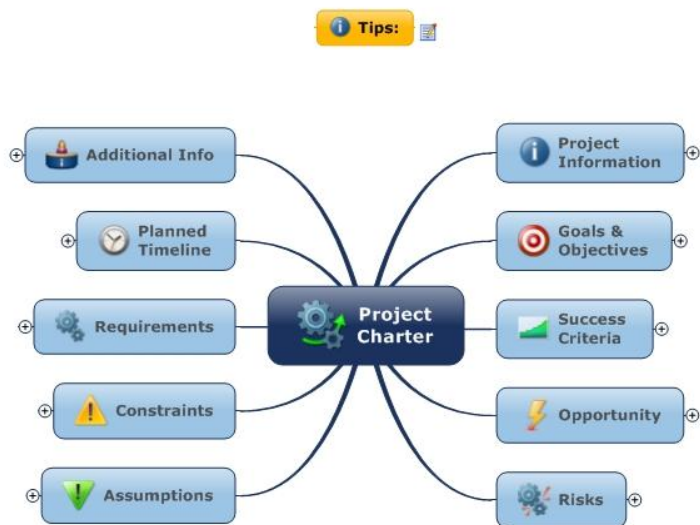 Tips:
Additional Info
Planned
Timeline
Requirements
Constraints
Assumptions
Project
Charter
Project
Information
Goals &
Objectives
Success
Criteria
Opportunity
Risks